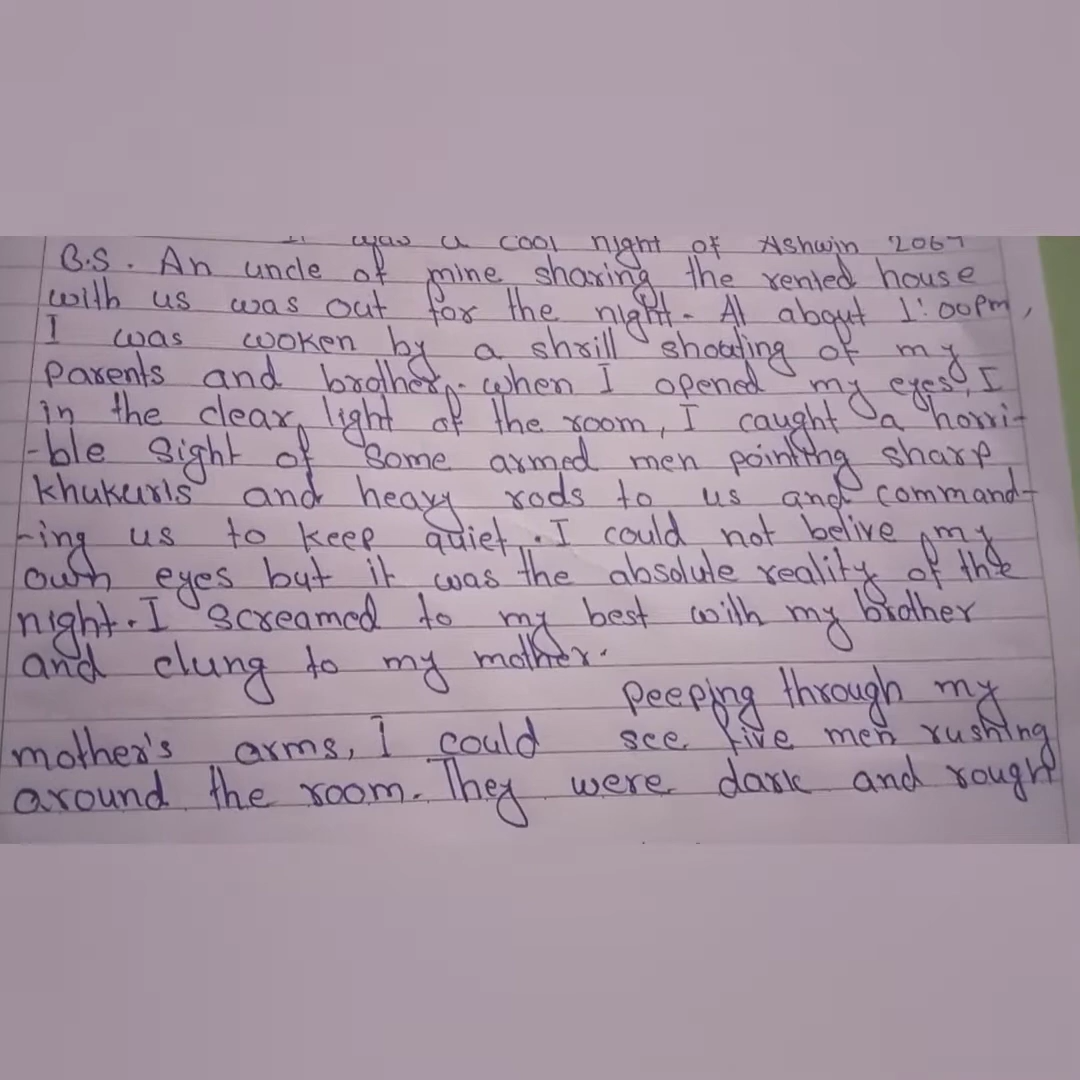 It was a cool night of Ashwin 2067
B.S. An uncle of mine sharing the rented house
with us was out for the night. At about 1:00pm,
I was woken by a shrill shouting of my
parents and brother. when I opened my eyes, I
in the clear light of the room, I caught a horri-
-ble sight of some armed men pointing sharp
khukuris and heavy rods to us and command-
-ing us to keep quiet. I could not belive my
own eyes but it was the absolute reality of the
night. I screamed to my best with my brother
and clung to my mother.
peeping through my
mother's arms, I could see five men rushing
around the room. They were dark and rough